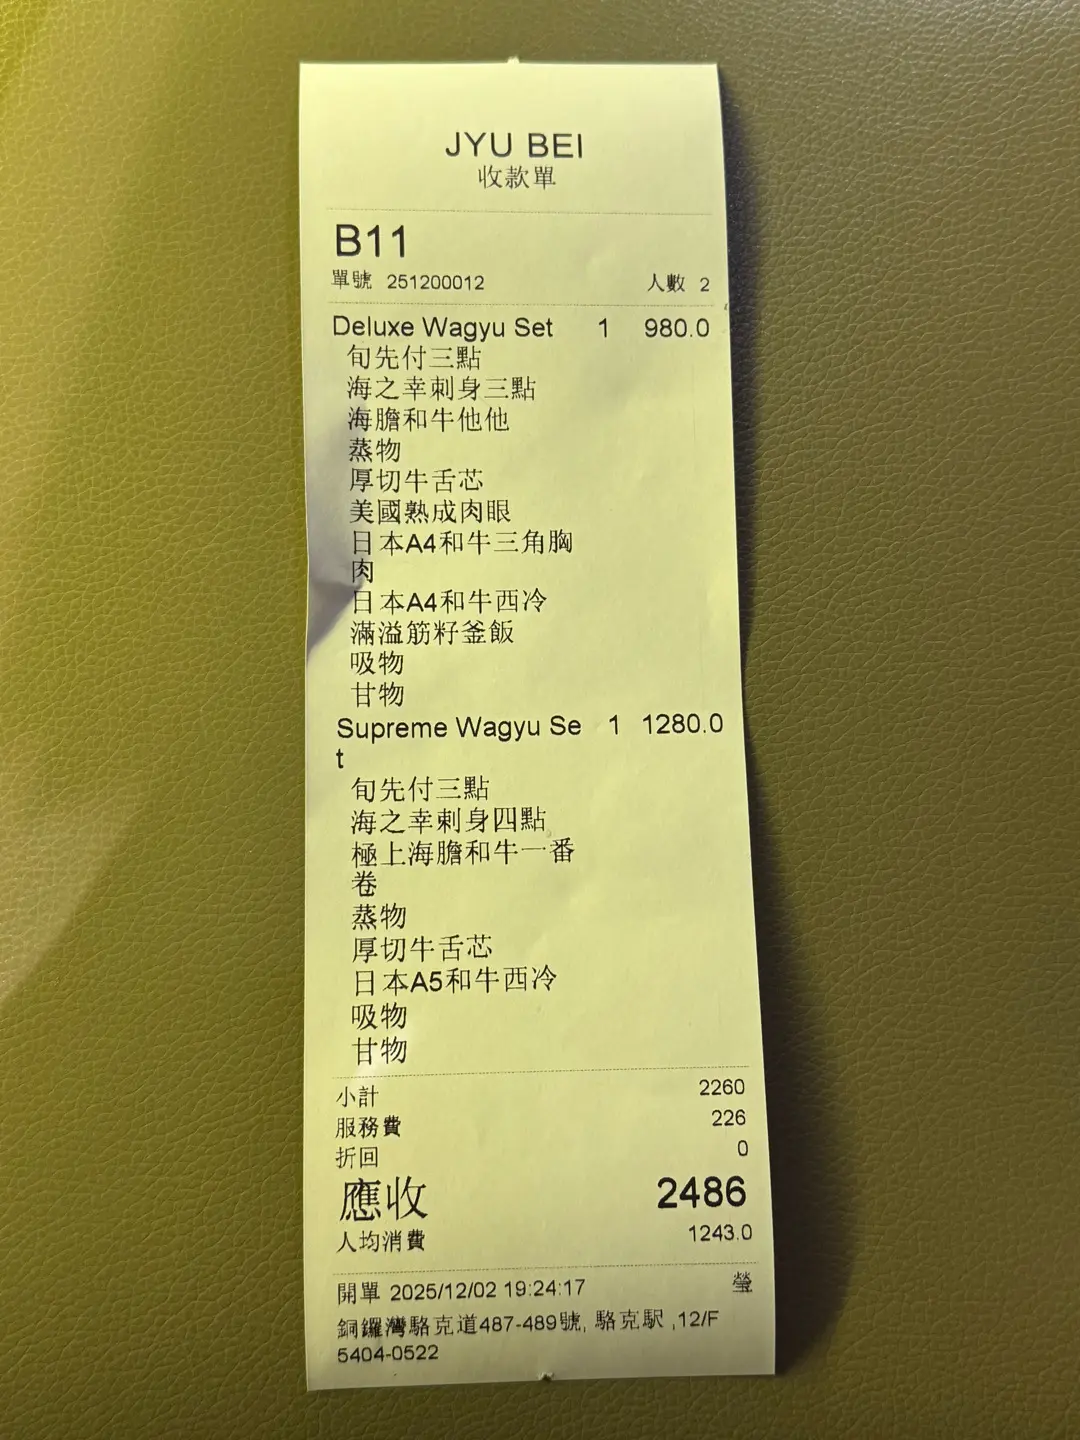 JYU BEI
收款單
B11
單號 251200012 人數 2
Deluxe Wagyu Set 1 980.0
旬先付三點
海之幸刺身三點
海膽和牛他他
蒸物
厚切牛舌芯
美國熟成肉眼
日本A4和牛三角胸
肉
日本A4和牛西冷
滿溢筋籽釜飯
吸物
甘物
Supreme Wagyu Se 1 1280.0
t
旬先付三點
海之幸刺身四點
極上海膽和牛一番
卷
蒸物
厚切牛舌芯
日本A5和牛西冷
吸物
甘物
小計 2260
服務費 226
折回 0
應收 2486
人均消費 1243.0
開單 2025/12/02 19:24:17 瑩
銅鑼灣駱克道487-489號, 駱克駅 ,12/F
5404-0522